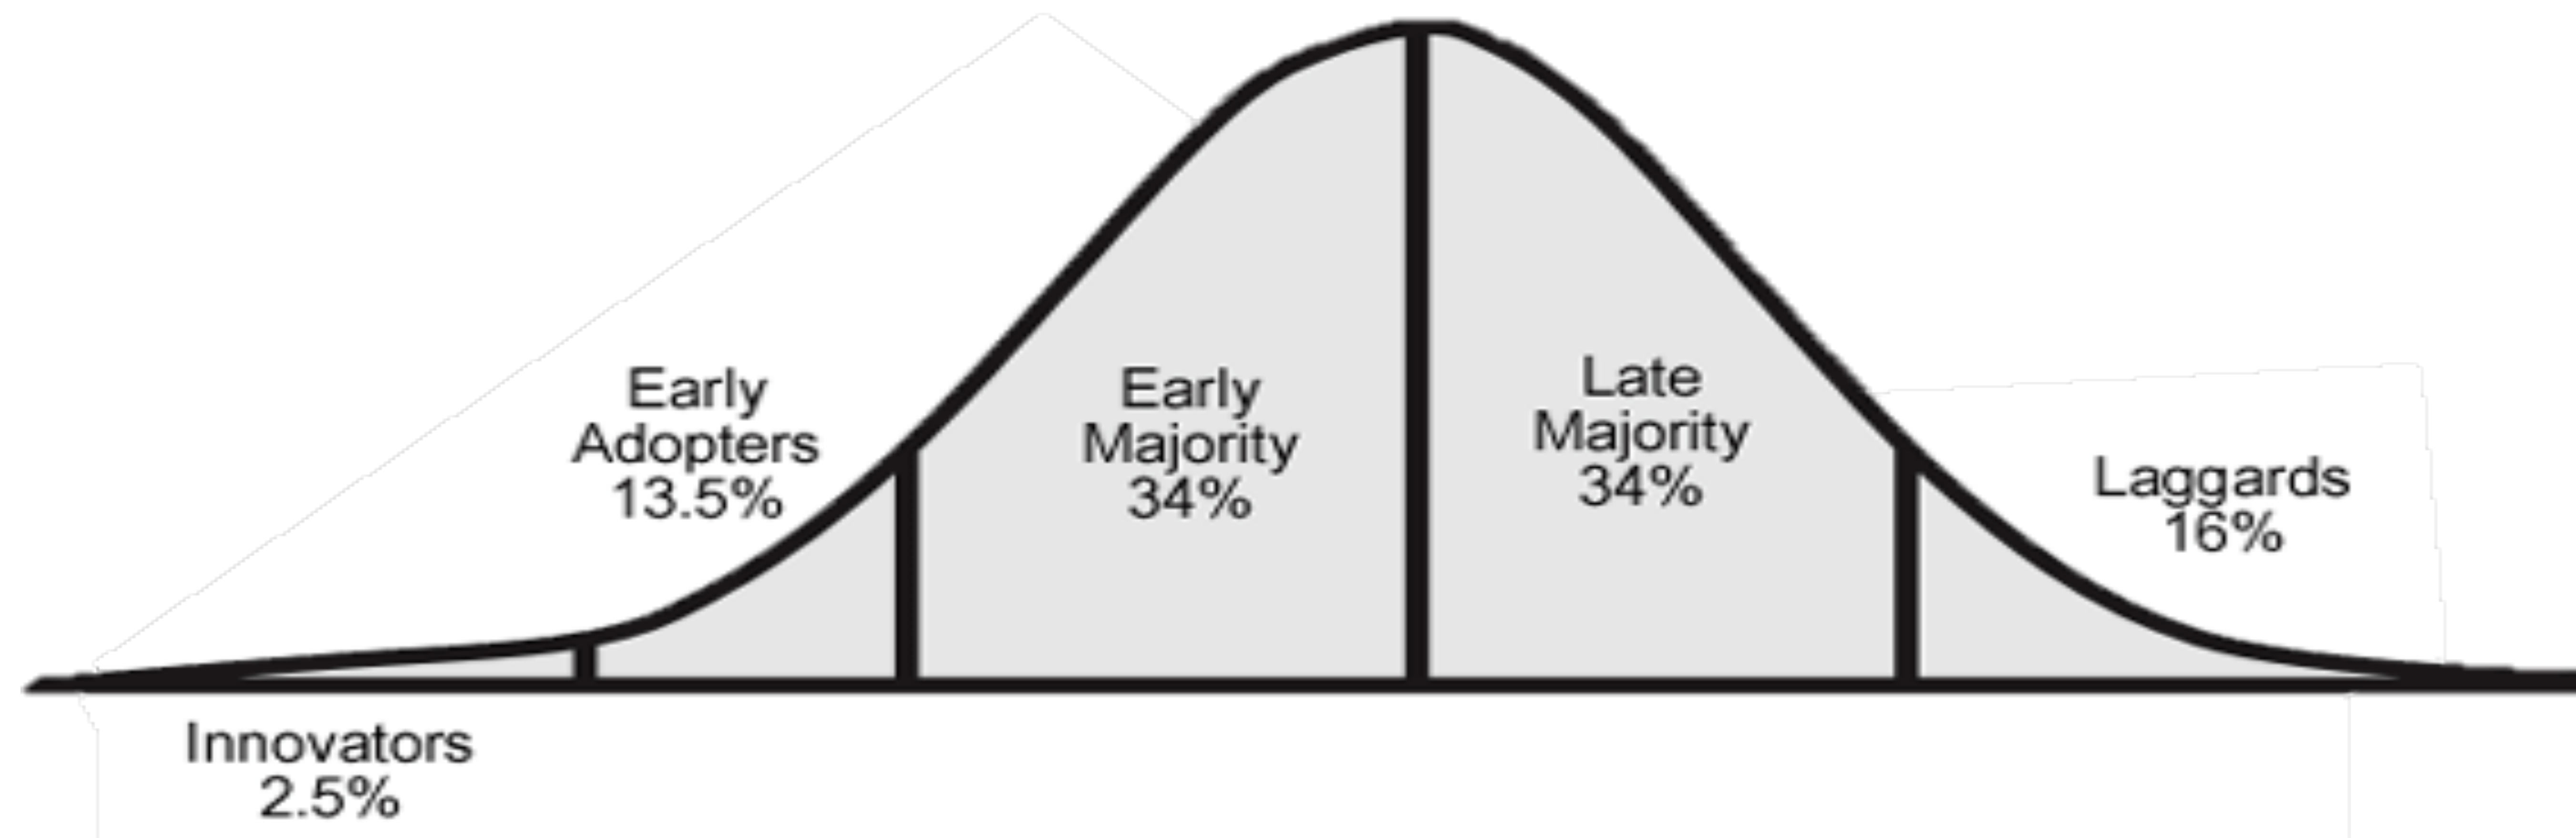 Early
Adopters
13.5%
Early
Majority
34%
Late
Majority
34%
Laggards
16%
Innovators
2.5%